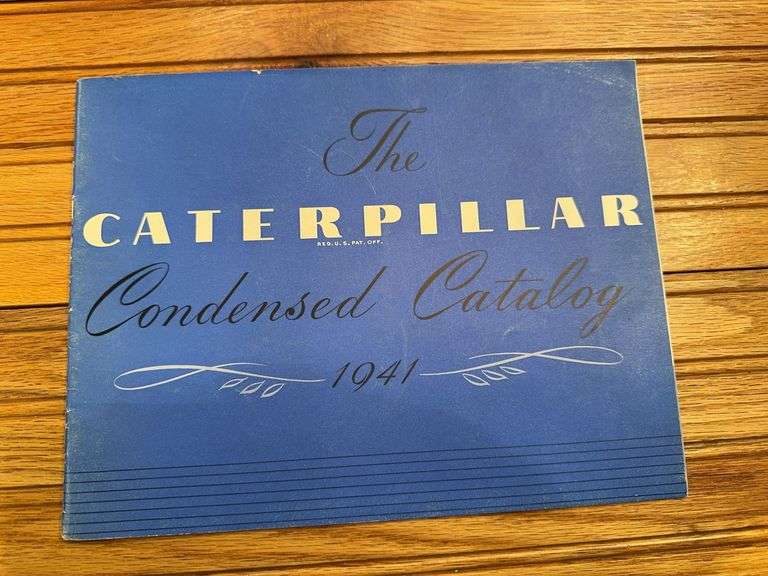 The
CATERPILLAR
REG. U. S. PAT. OFF.
Condensed Catalog
1941